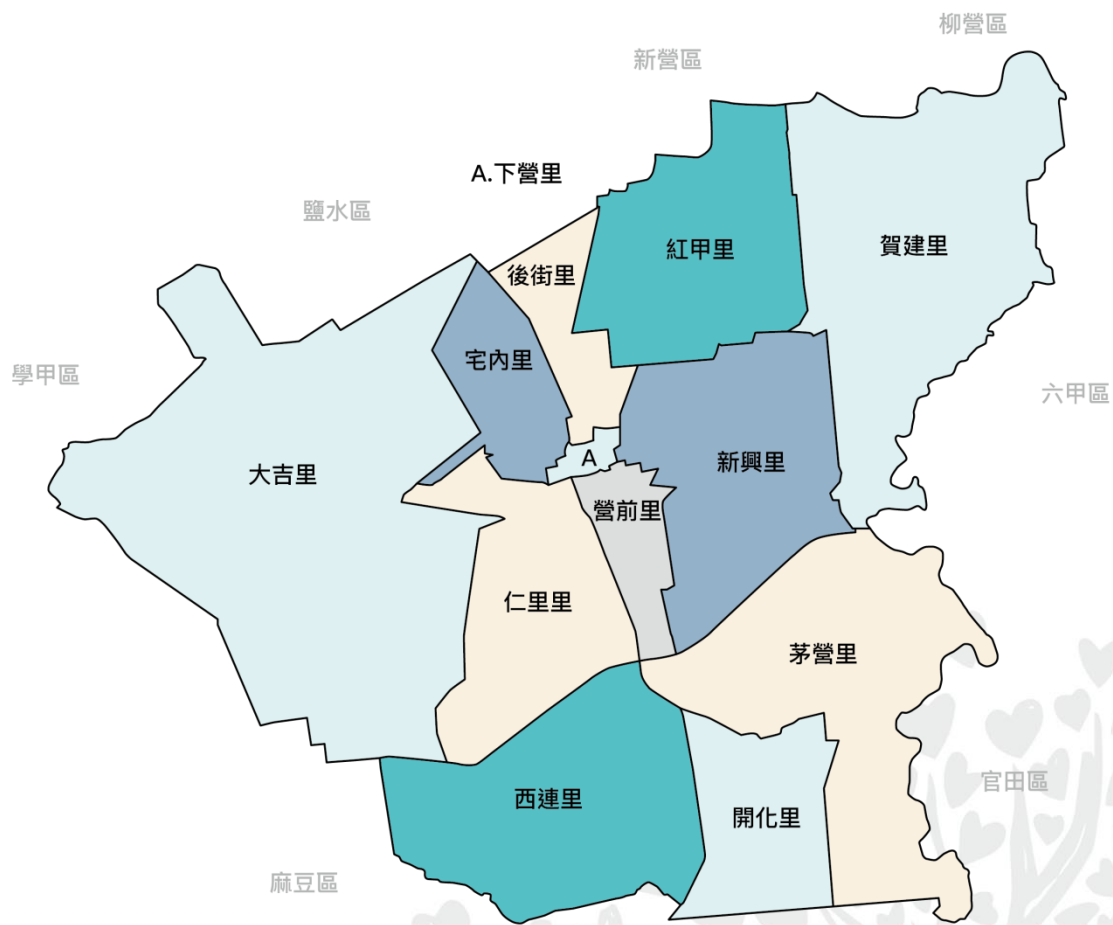 柳營區
新營區
A.下營里
鹽水區
紅甲里
賀建里
後街里
宅內里
學甲區
六甲區
大吉里
A
新興里
營前里
仁里里
茅營里
官田區
西連里
開化里
麻豆區